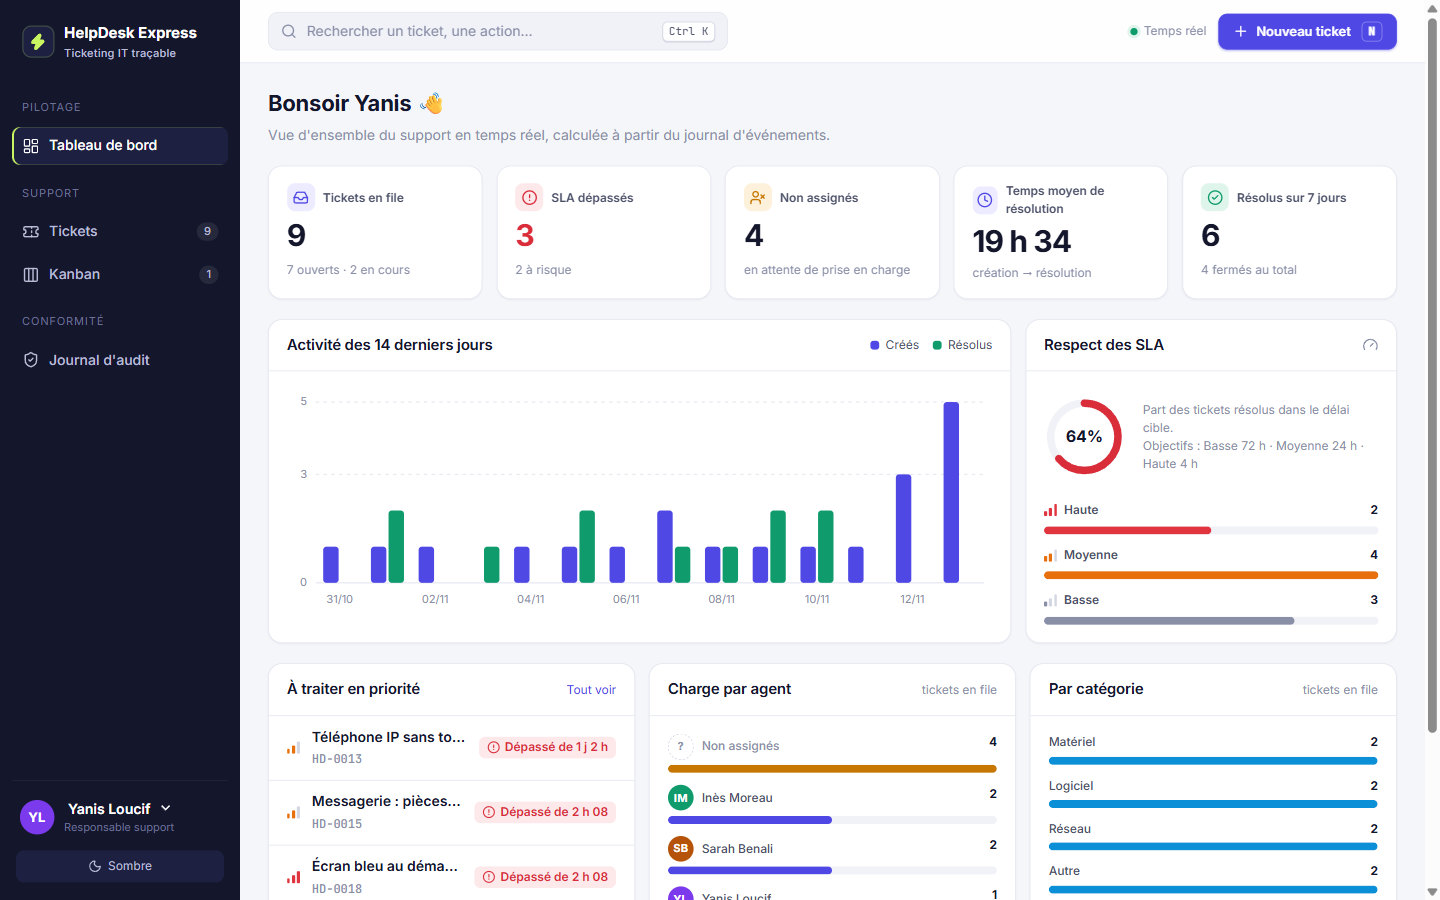 HelpDesk Express
Ticketing IT traçable
PILOTAGE
Tableau de bord
SUPPORT
Tickets 9
Kanban 1
CONFORMITÉ
Journal d'audit
YL Yanis Loucif
Responsable support
Sombre
Rechercher un ticket, une action... Ctrl K
Temps réel
Nouveau ticket N
Bonsoir Yanis 👋
Vue d'ensemble du support en temps réel, calculée à partir du journal d'événements.
Tickets en file
9
7 ouverts · 2 en cours
SLA dépassés
3
2 à risque
Non assignés
4
en attente de prise en charge
Temps moyen de
résolution
19 h 34
création → résolution
Résolus sur 7 jours
6
4 fermés au total
Activité des 14 derniers jours
Créés Résolus
5
3
0
31/10 02/11 04/11 06/11 08/11 10/11 12/11
Respect des SLA
64%
Part des tickets résolus dans le délai
cible.
Objectifs : Basse 72 h · Moyenne 24 h ·
Haute 4 h
Haute 2
Moyenne 4
Basse 3
À traiter en priorité Tout voir
Téléphone IP sans to... Dépassé de 1 j 2 h
HD-0013
Messagerie : pièces... Dépassé de 2 h 08
HD-0015
Écran bleu au déma... Dépassé de 2 h 08
HD-0018
Charge par agent tickets en file
? Non assignés 4
IM Inès Moreau 2
SB Sarah Benali 2
YL Yanis Loucif 1
Par catégorie tickets en file
Matériel 2
Logiciel 2
Réseau 2
Autre 2